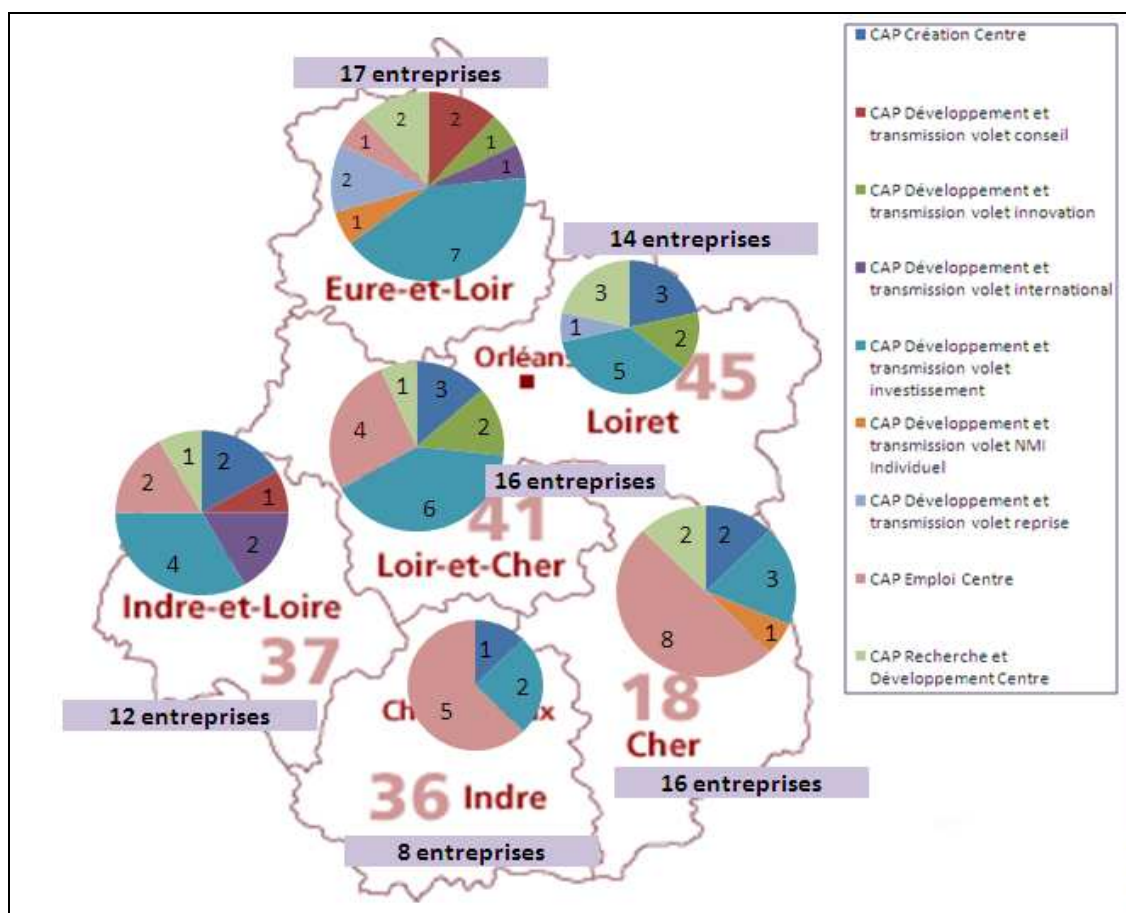 17 entreprises
2
2
1
1
1
2
1
7
Eure-et-Loir
14 entreprises
3
3
1
2
5
Orléans
45
Loiret
1
3
4
2
6
16 entreprises
41
Loir-et-Cher
1
2
2
1
2
4
Indre-et-Loire
37
12 entreprises
2
2
3
8
1
18
Cher
16 entreprises
1
2
5
36 Indre
8 entreprises
CAP Création Centre
CAP Développement et
transmission volet conseil
CAP Développement et
transmission volet innovation
CAP Développement et
transmission volet international
CAP Développement et
transmission volet
investissement
CAP Développement et
transmission volet NMI
Individuel
CAP Développement et
transmission volet reprise
CAP Emploi Centre
CAP Recherche et
Développement Centre